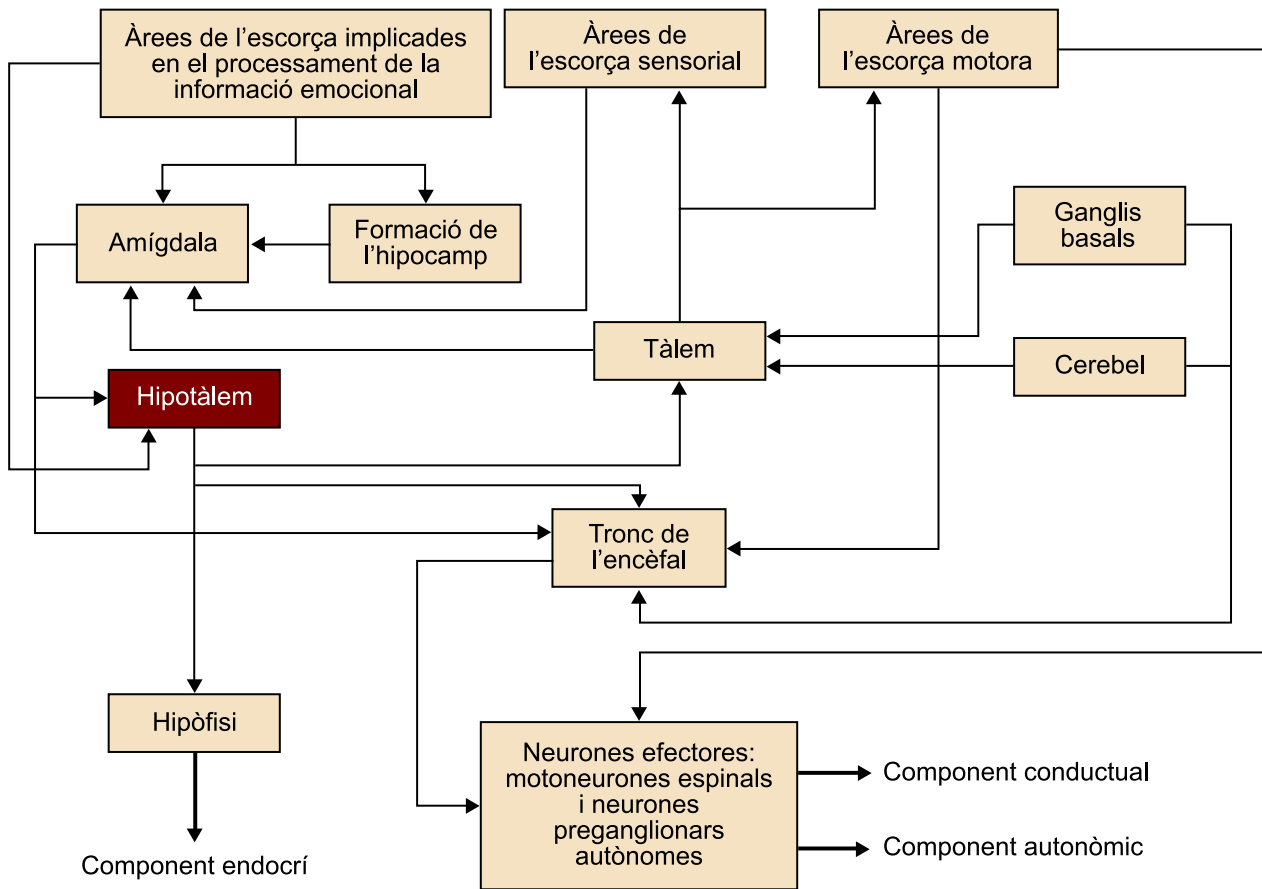 Àrees de l’escorça implicades
en el processament de la
informació emocional
Àrees de
l’escorça sensorial
Àrees de
l’escorça motora
Amígdala
Formació de
l’hipocamp
Ganglis
basals
Tàlem
Cerebel
Hipotàlem
Tronc de
l’encèfal
Hipòfisi
Neurones efectores:
motoneurones espinals
i neurones
preganglionars
autònomes
Component conductual
Component autonòmic
Component endocrí